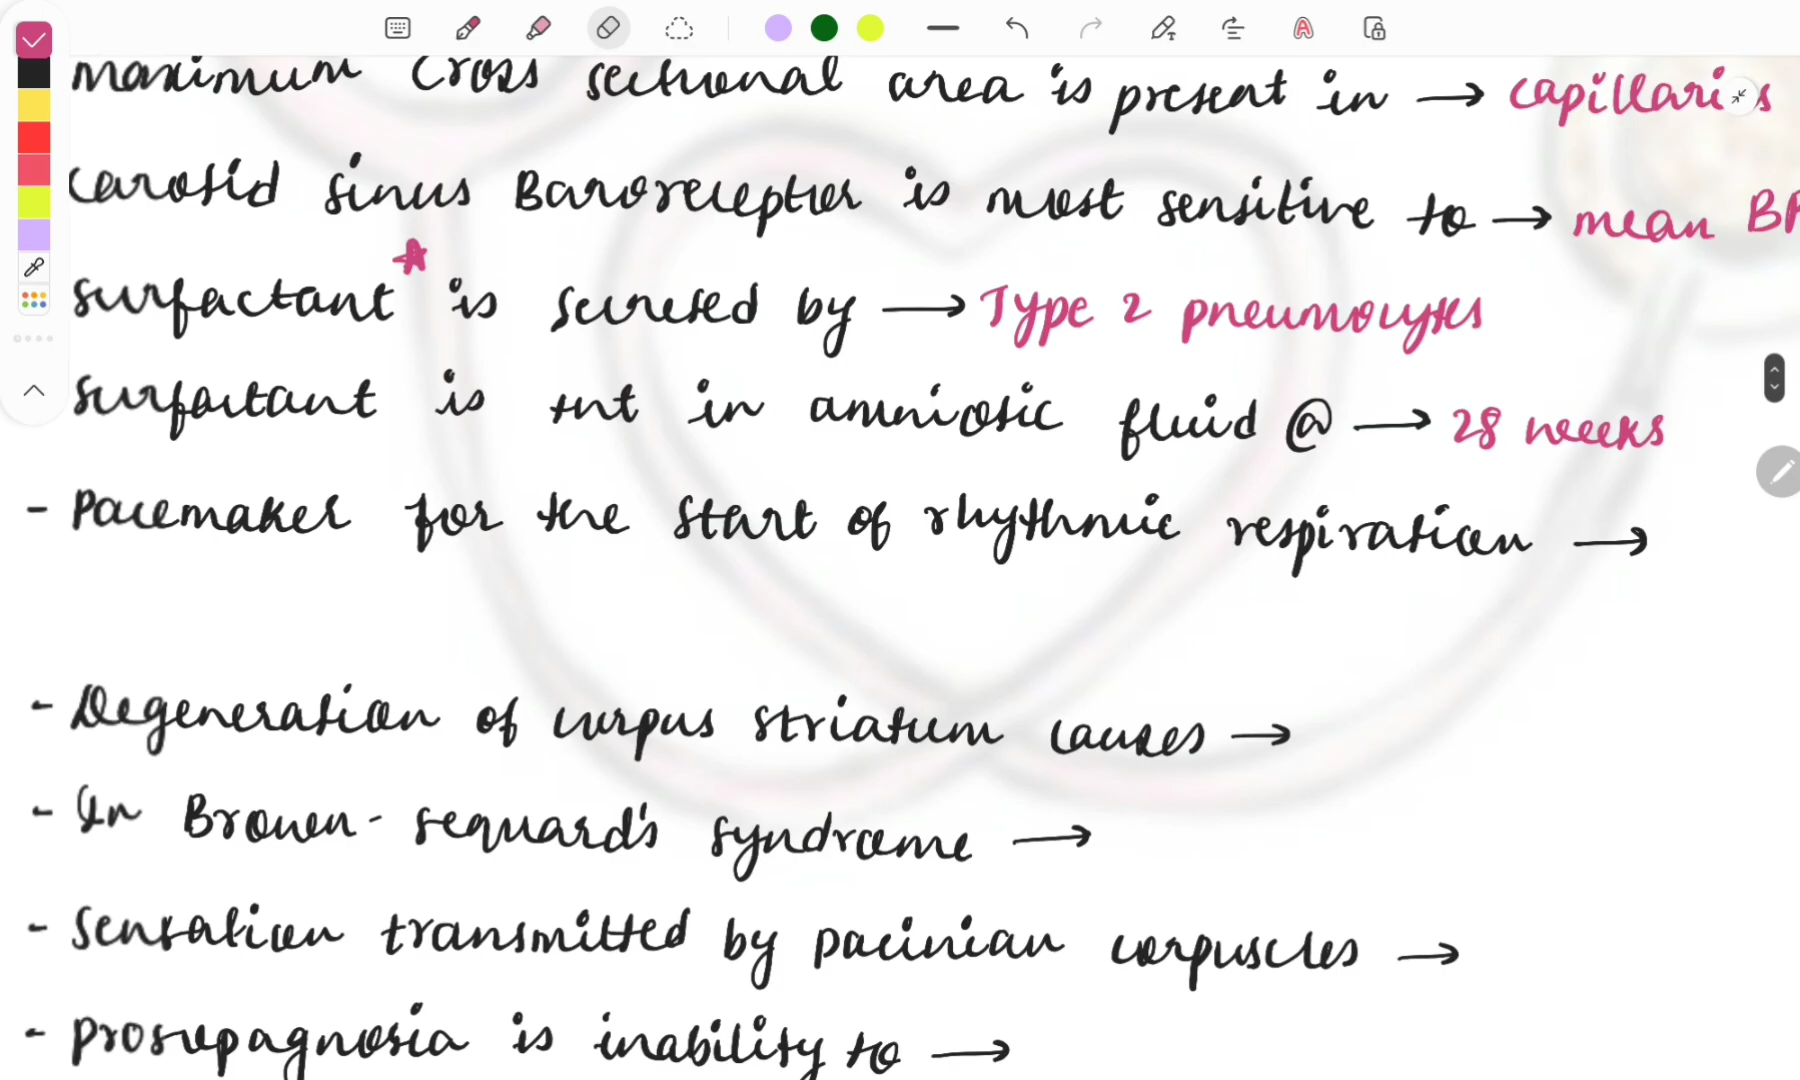 maximum cross sectional area is present in → capillaries
carotid sinus Baroreceptor is most sensitive to → mean BP
surfactant is secreted by → Type 2 pneumocytes
surfactant is +nt in amniotic fluid @ → 28 weeks
- Pacemaker for the start of rhythmic respiration →
- Degeneration of corpus striatum causes →
- In Brown-sequard's syndrome →
- Sensation transmitted by pacinian corpuscles →
- prosopagnosia is inability to →